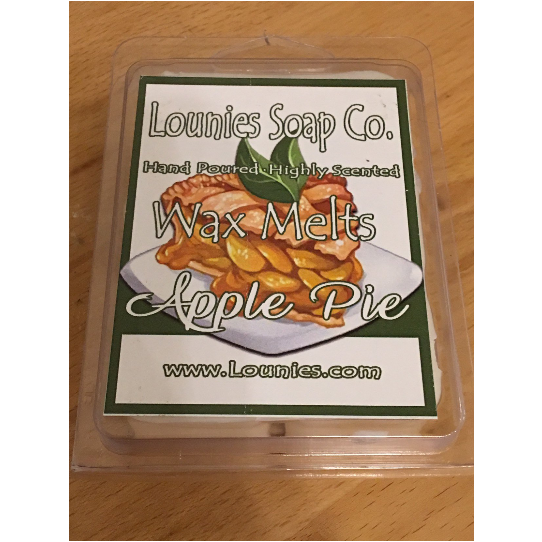 Lounies Soap Co.
Hand Poured-Highly Scented
Wax Melts
Apple Pie
www.Lounies.com